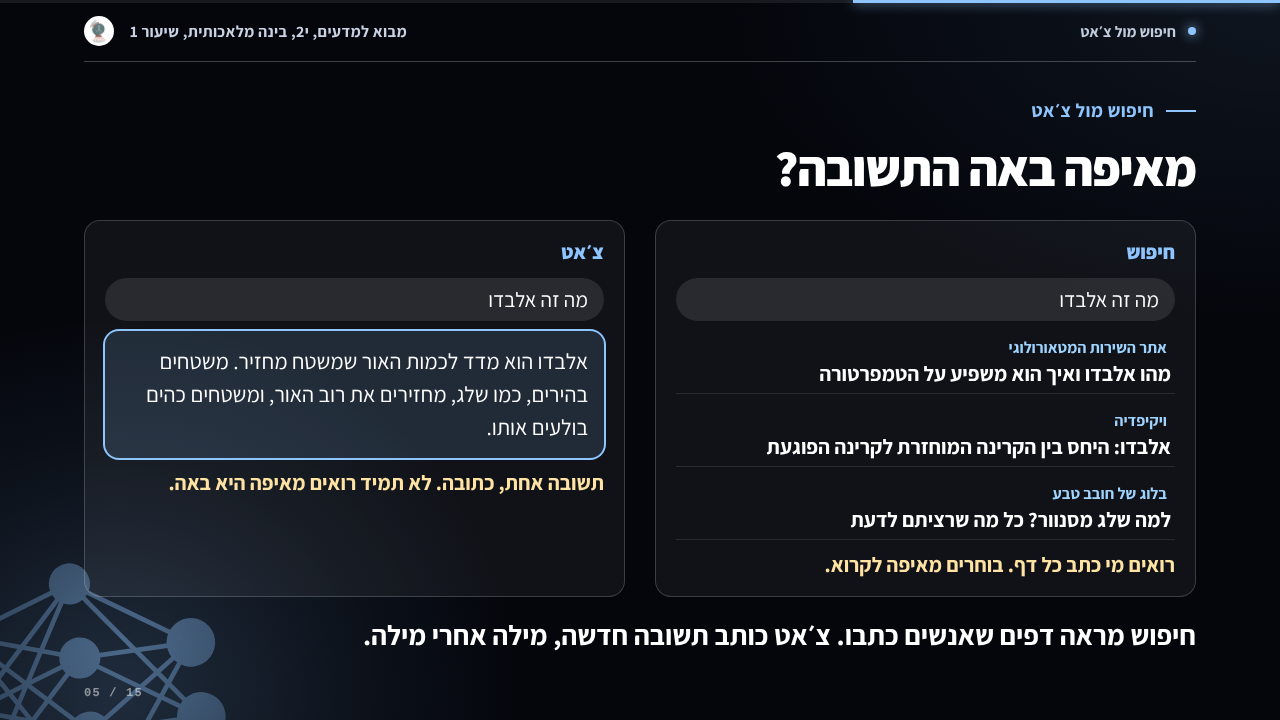 חיפוש מול צ׳אט
מבוא למדעים, י2, בינה מלאכותית, שיעור 1
חיפוש מול צ׳אט
מאיפה באה התשובה?
חיפוש
מה זה אלבדו
אתר השירות המטאורולוגי
מהו אלבדו ואיך הוא משפיע על הטמפרטורה
ויקיפדיה
אלבדו: היחס בין הקרינה המוחזרת לקרינה הפוגעת
בלוג של חובב טבע
למה שלג מסנוור? כל מה שרציתם לדעת
רואים מי כתב כל דף. בוחרים מאיפה לקרוא.
צ׳אט
מה זה אלבדו
אלבדו הוא מדד לכמות האור שמשטח מחזיר. משטחים
בהירים, כמו שלג, מחזירים את רוב האור, ומשטחים כהים
בולעים אותו.
תשובה אחת, כתובה. לא תמיד רואים מאיפה היא באה.
חיפוש מראה דפים שאנשים כתבו. צ׳אט כותב תשובה חדשה, מילה אחרי מילה.
05 / 15